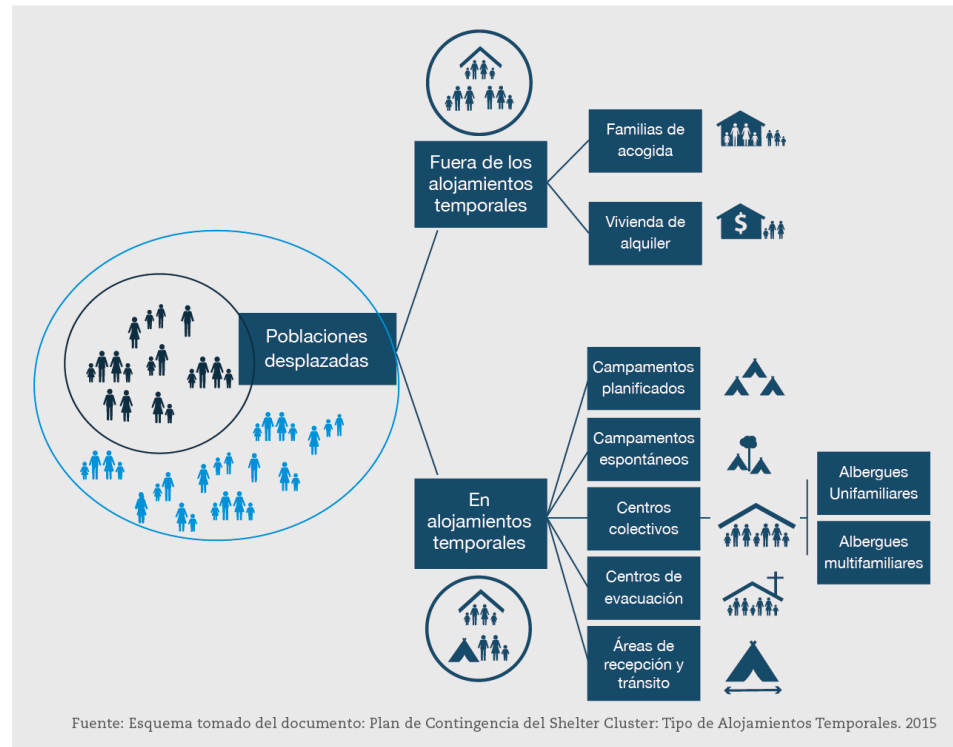 Poblaciones
desplazadas
Fuera de los
alojamientos
temporales
Familias de
acogida
Vivienda de
alquiler
$
En
alojamientos
temporales
Campamentos
planificados
Campamentos
espontáneos
Centros
colectivos
Albergues
Unifamiliares
Albergues
multifamiliares
Centros de
evacuación
Áreas de
recepción y
tránsito
Fuente: Esquema tomado del documento: Plan de Contingencia del Shelter Cluster: Tipo de Alojamientos Temporales. 2015